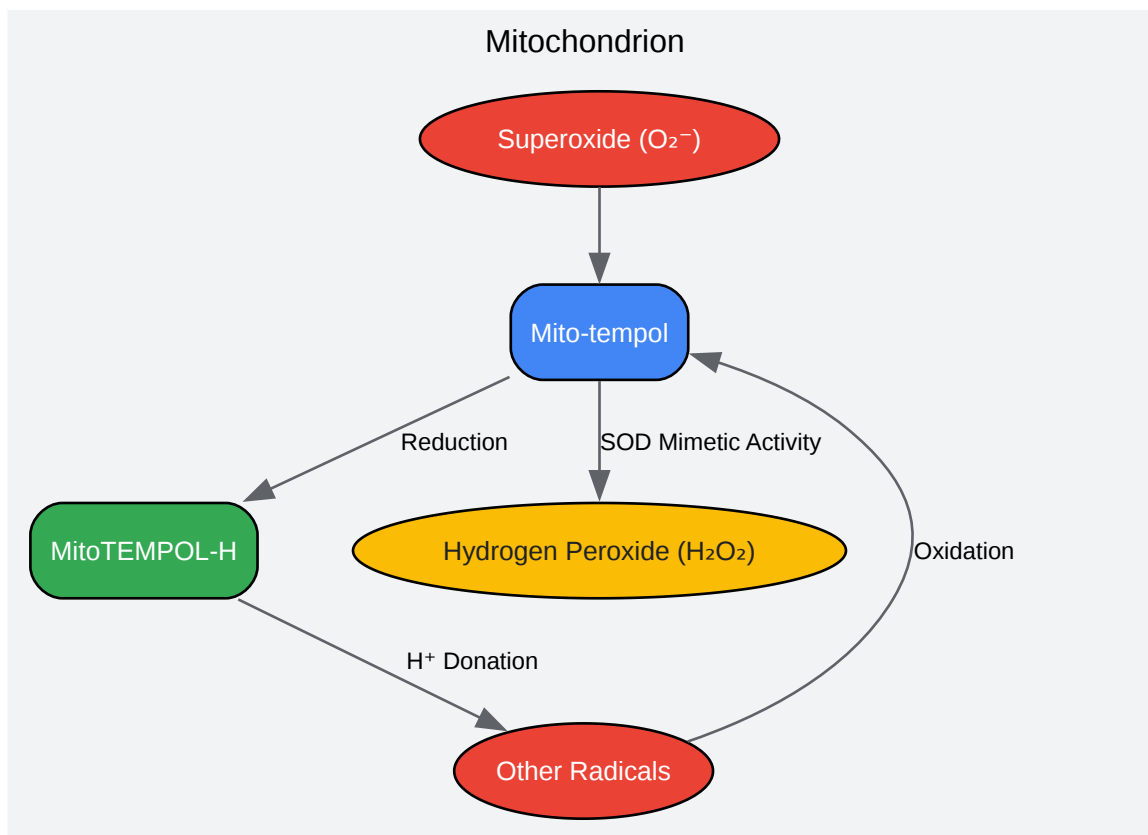 Mitochondrion
Superoxide (O₂⁻)
Mito-tempol
Reduction
SOD Mimetic Activity
MitoTEMPOL-H
Hydrogen Peroxide (H₂O₂)
Oxidation
H⁺ Donation
Other Radicals